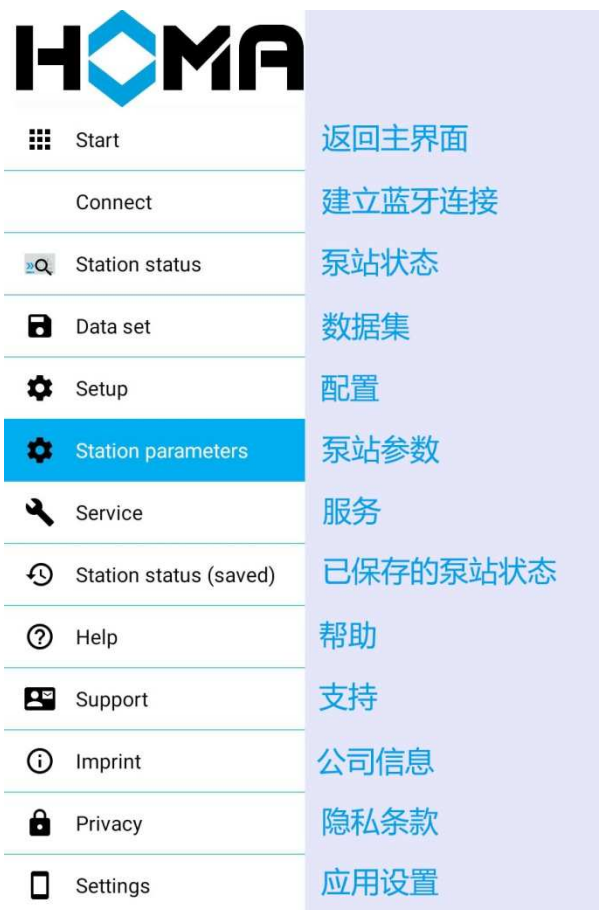 HOMA
Start 返回主界面
Connect 建立蓝牙连接
Station status 泵站状态
Data set 数据集
Setup 配置
Station parameters 泵站参数
Service 服务
Station status (saved) 已保存的泵站状态
Help 帮助
Support 支持
Imprint 公司信息
Privacy 隐私条款
Settings 应用设置